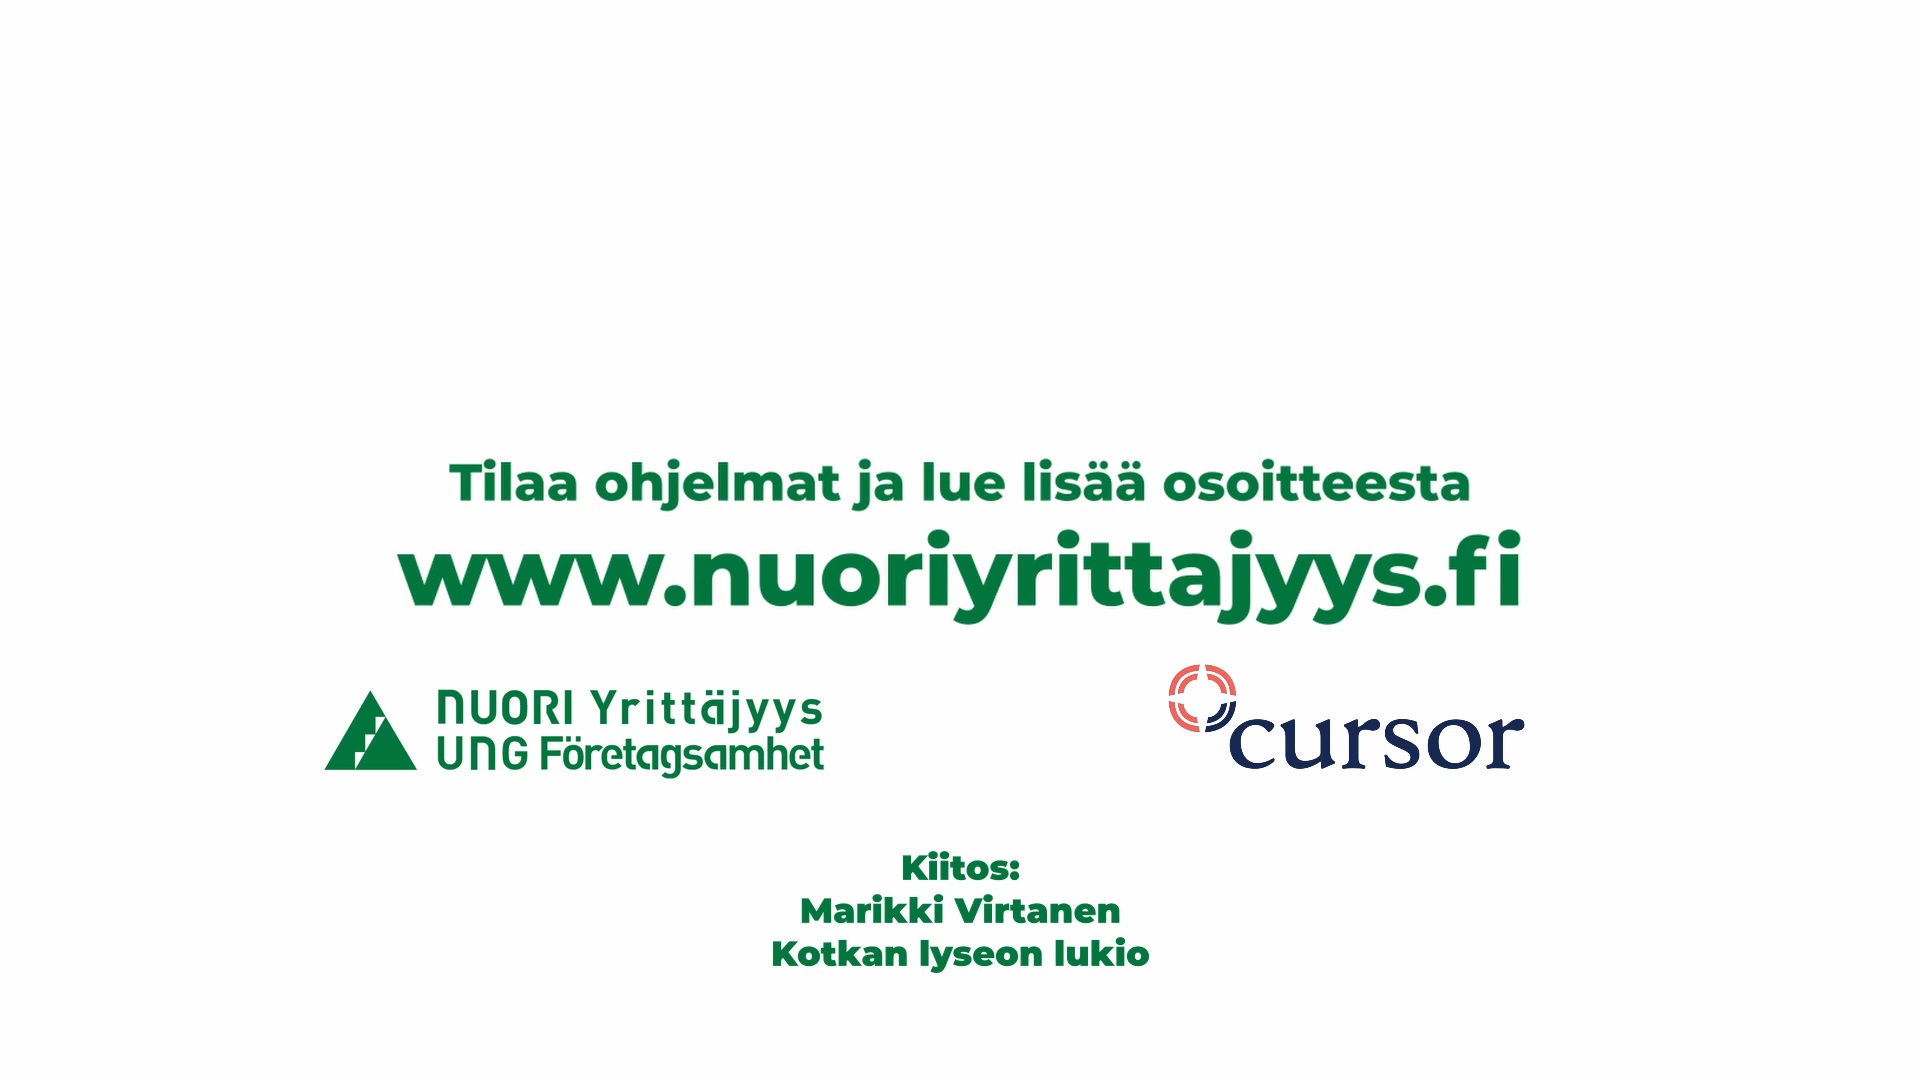 Tilaa ohjelmat ja lue lisää osoitteesta
www.nuoriyrittajyys.fi
NUORI Yrittäjyys
UNG Företagsamhet
cursor
Kiitos:
Marikki Virtanen
Kotkan lyseon lukio